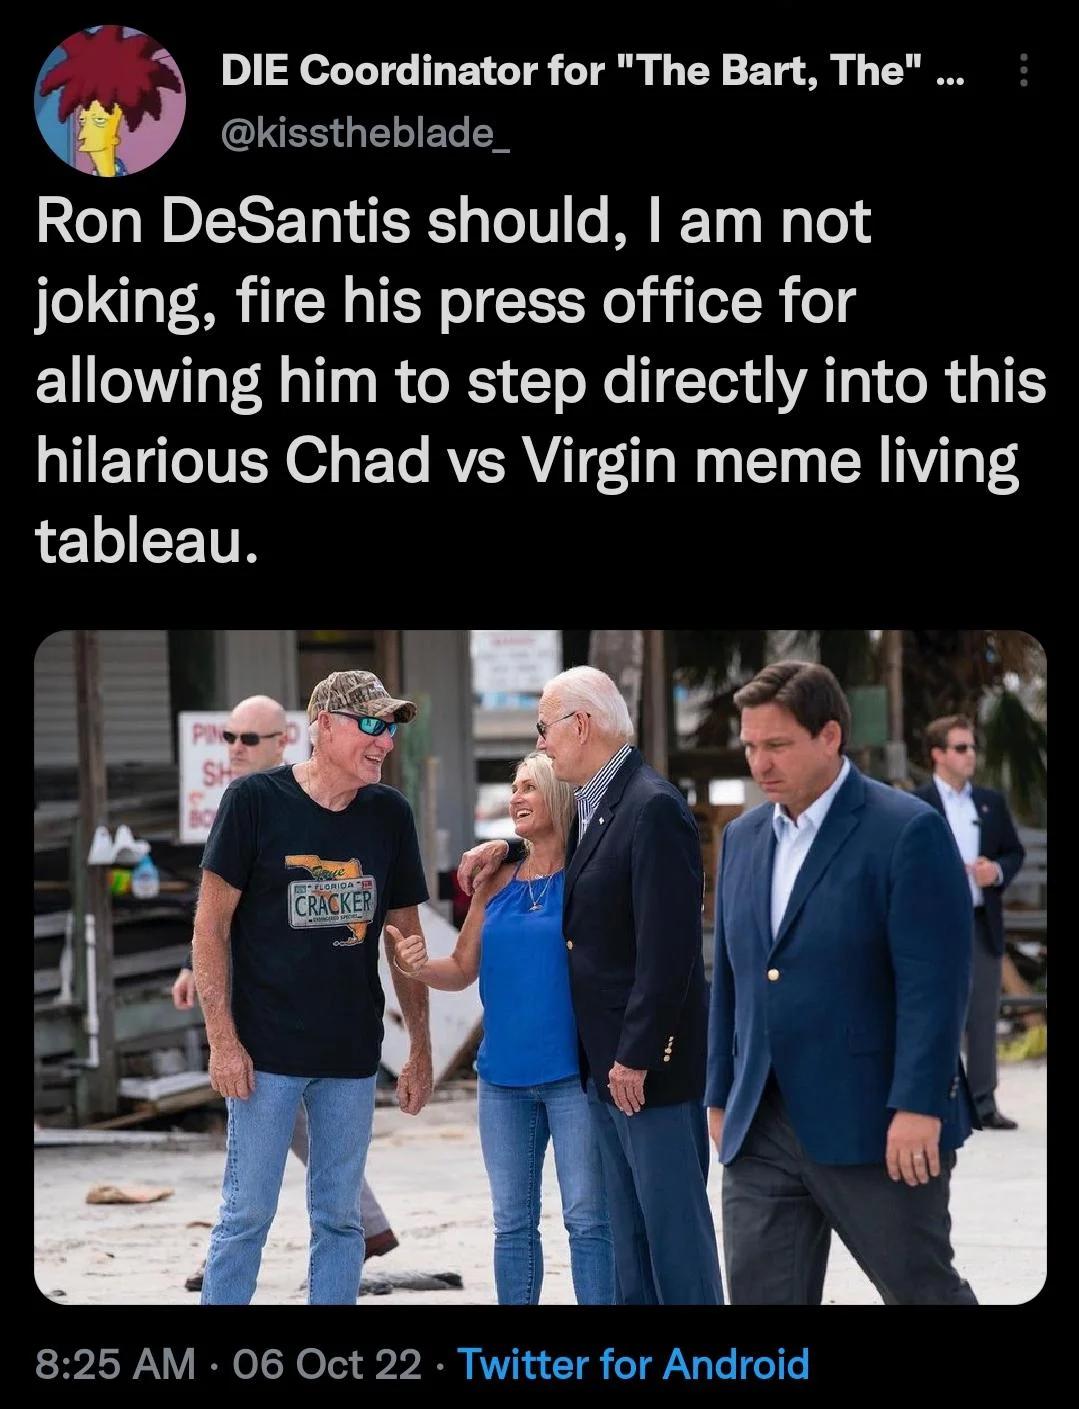 DIE Coordinator for "The Bart, The" ...
@kisstheblade_
Ron DeSantis should, I am not
joking, fire his press office for
allowing him to step directly into this
hilarious Chad vs Virgin meme living
tableau.
FLORIDA
CRACKER
8:25 AM · 06 Oct 22 · Twitter for Android